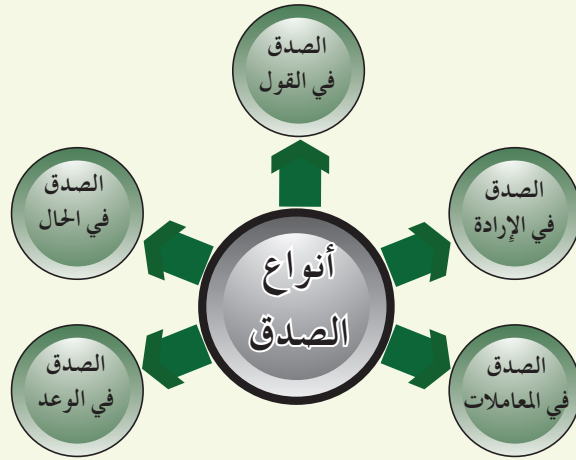 الصدق
في القول
الصدق
في الإرادة
الصدق
في الحال
أنواع
الصدق
الصدق
في المعاملات
الصدق
في الوعد